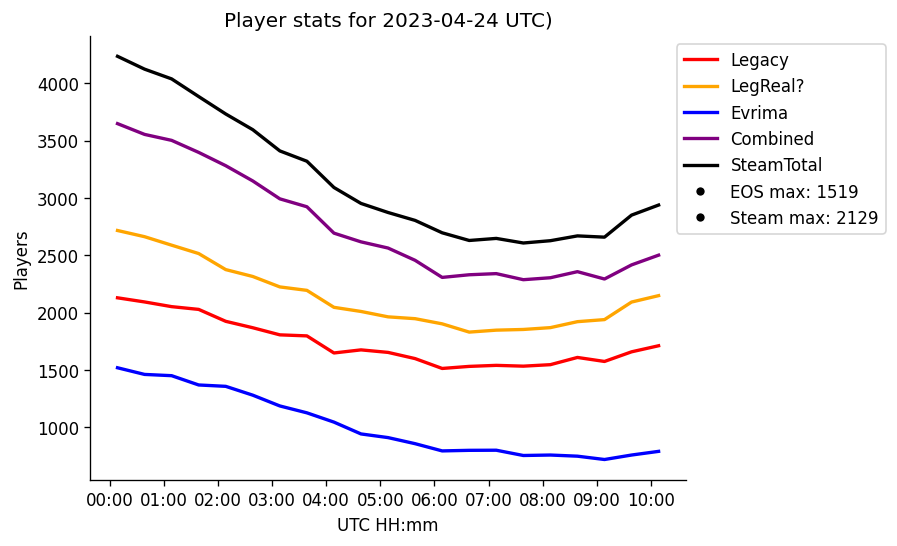 Player stats for 2023-04-24 UTC)
Legacy
LegReal?
Evrima
Combined
SteamTotal
EOS max: 1519
Steam max: 2129
Players
4000
3500
3000
2500
2000
1500
1000
00:00 01:00 02:00 03:00 04:00 05:00 06:00 07:00 08:00 09:00 10:00
UTC HH:mm